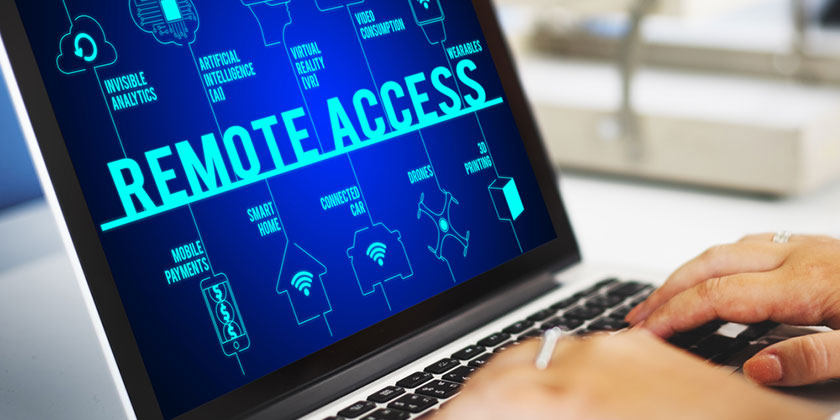 INVISIBLE
ANALYTICS
ARTIFICIAL
INTELLIGENCE
[AI]
VIRTUAL
REALITY
[VR]
VIDEO
CONSUMPTION
WEARABLES
REMOTE ACCESS
MOBILE
PAYMENTS
SMART
HOME
CONNECTED
CAR
DRONES
3D
PRINTING
$
$
$